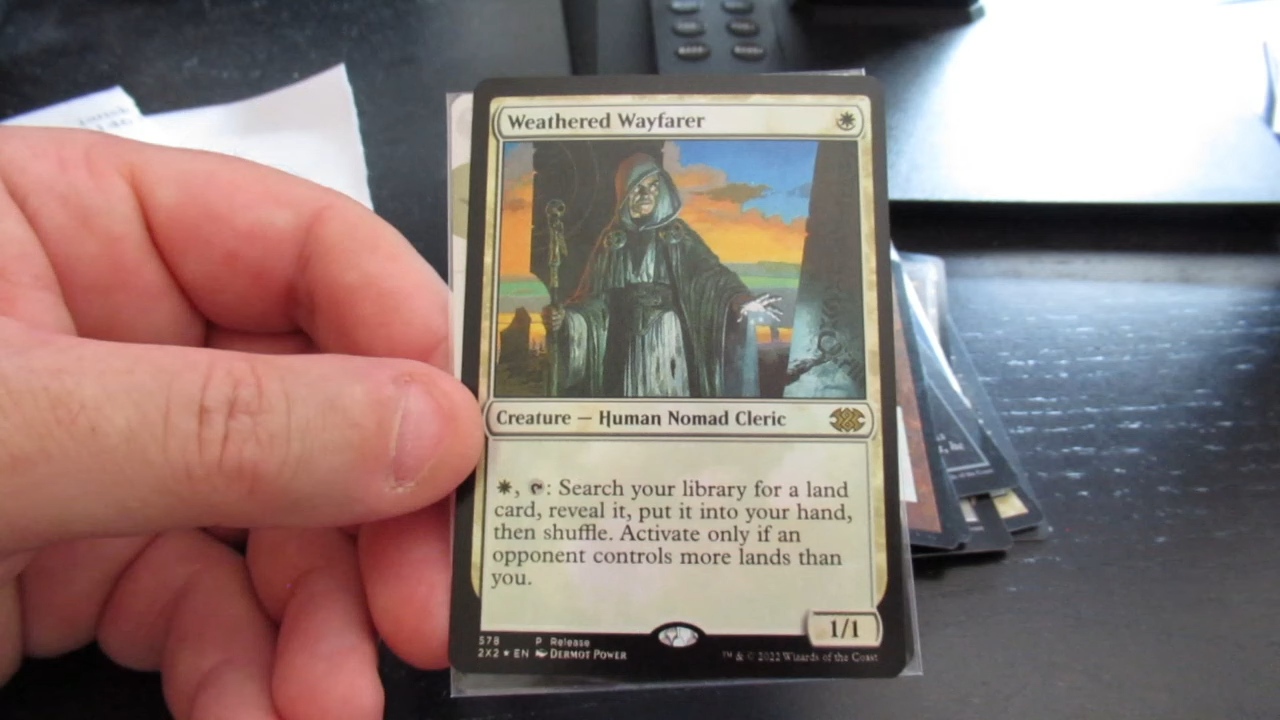 Weathered Wayfarer
Creature — Human Nomad Cleric
, : Search your library for a land
card, reveal it, put it into your hand,
then shuffle. Activate only if an
opponent controls more lands than
you.
1/1
578 P Release
2X2 ★ EN DERMOT POWER
™ & © 2022 Wizards of the Coast